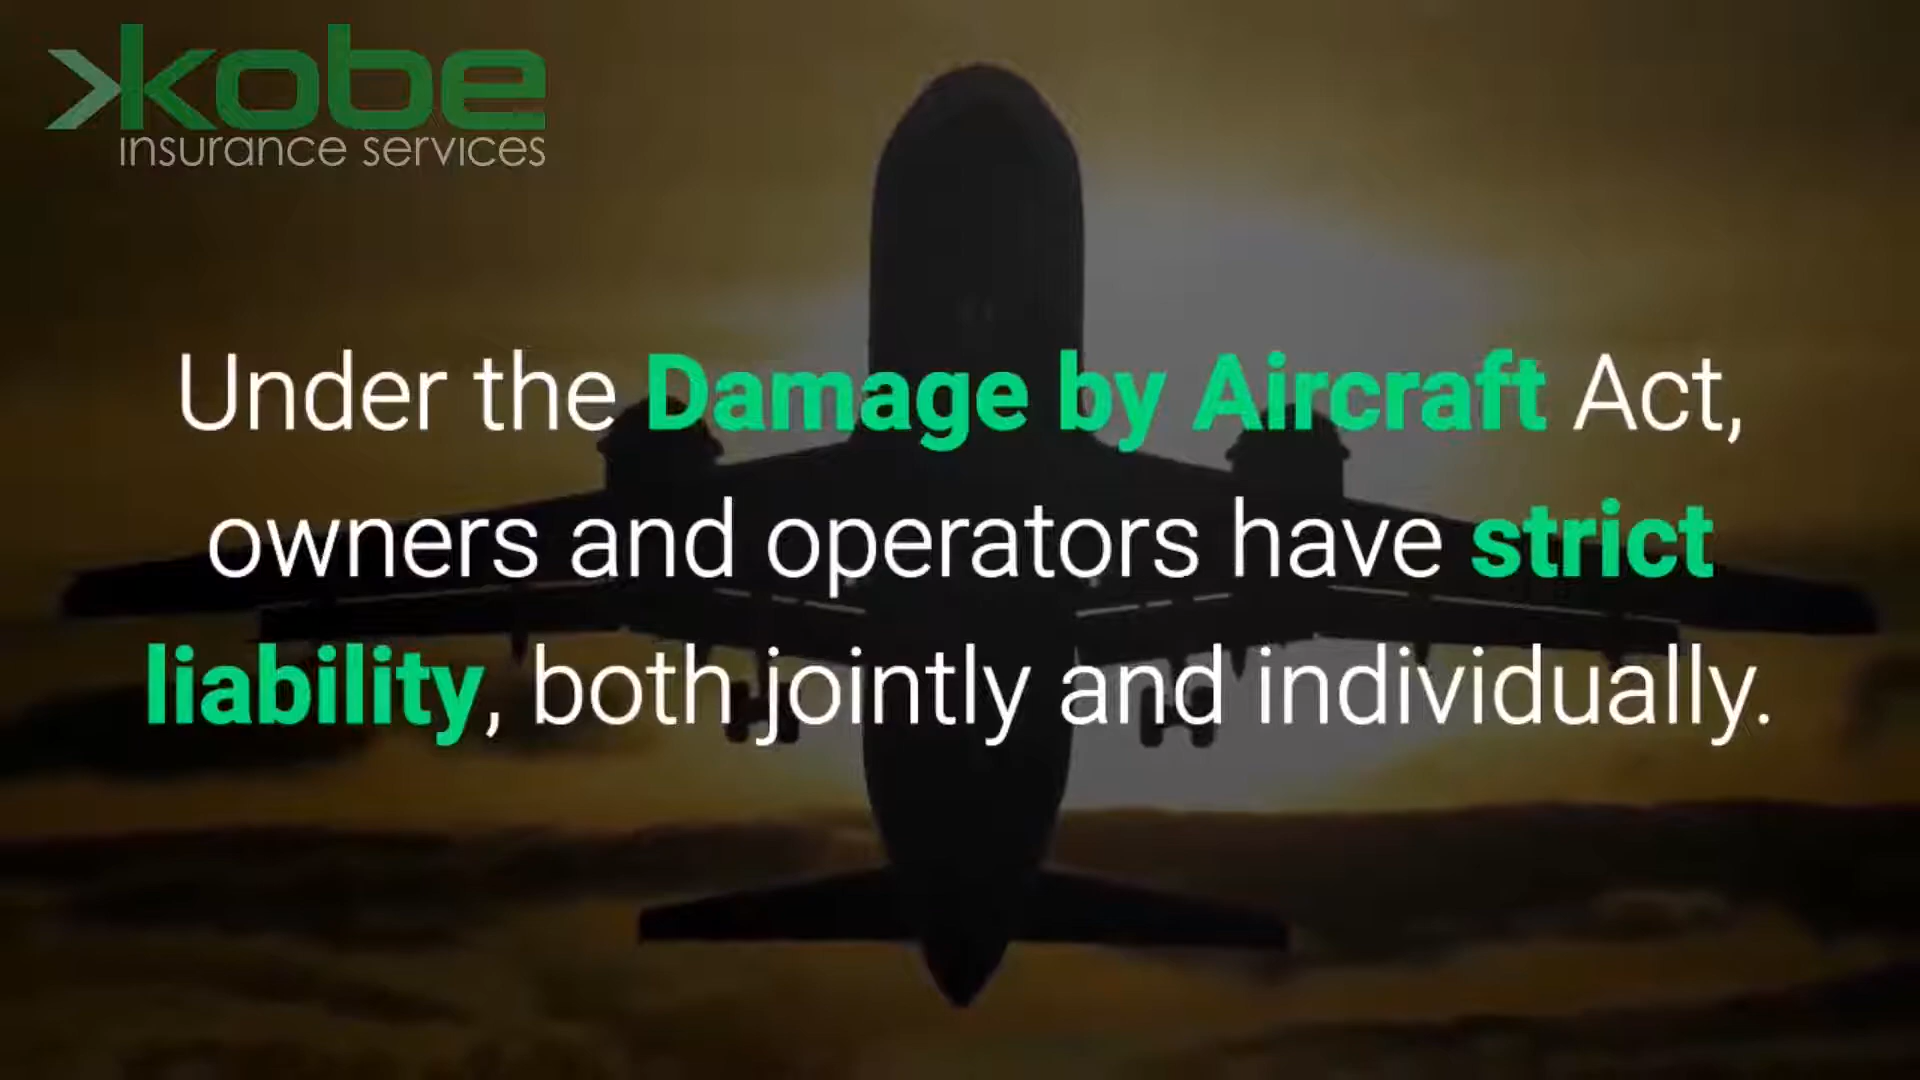 kobe
insurance services
Under the Damage by Aircraft Act,
owners and operators have strict
liability, both jointly and individually.